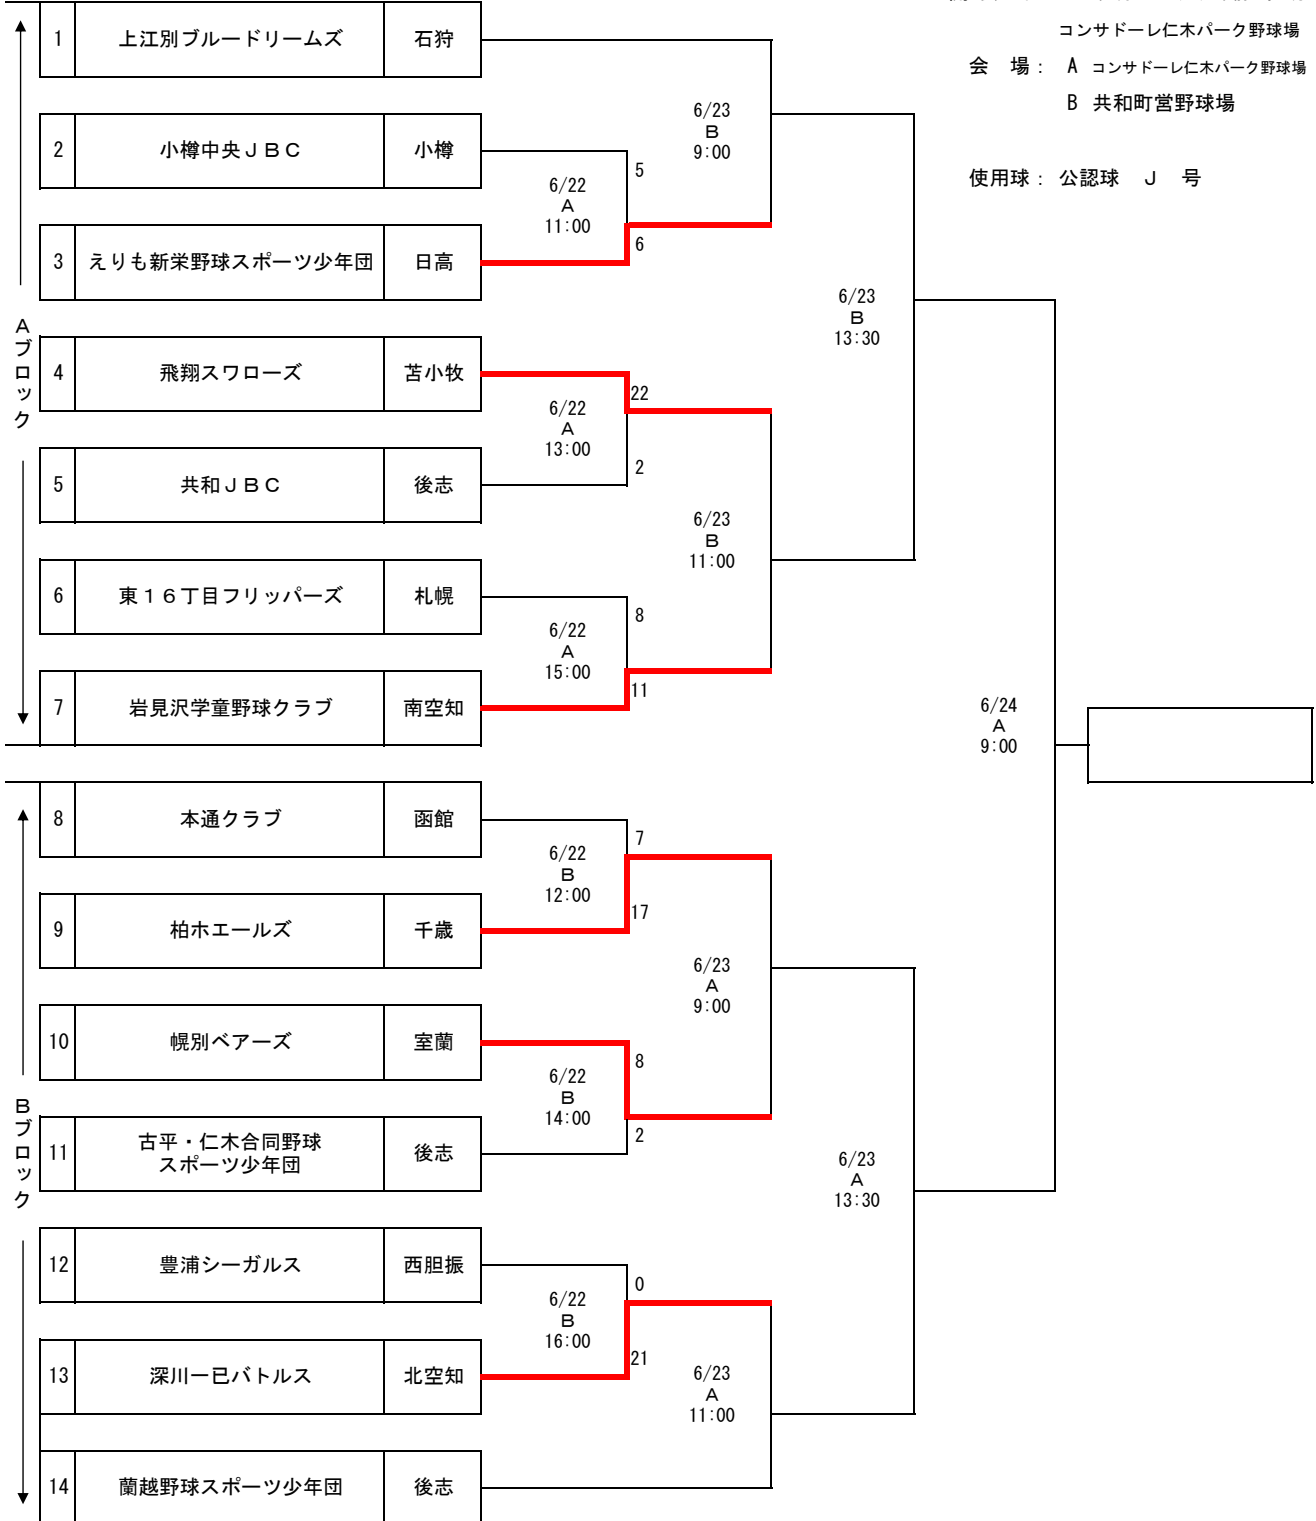 コンサドーレ仁木パーク野球場
会　場： A コンサドーレ仁木パーク野球場
B 共和町営野球場
使用球： 公認球　Ｊ　号
Aブロック
1 上江別ブルードリームズ 石狩
2 小樽中央ＪＢＣ 小樽
3 えりも新栄野球スポーツ少年団 日高
4 飛翔スワローズ 苫小牧
5 共和ＪＢＣ 後志
6 東１６丁目フリッパーズ 札幌
7 岩見沢学童野球クラブ 南空知
Bブロック
8 本通クラブ 函館
9 柏ホエールズ 千歳
10 幌別ベアーズ 室蘭
11 古平・仁木合同野球
スポーツ少年団 後志
12 豊浦シーガルス 西胆振
13 深川一已バトルス 北空知
14 蘭越野球スポーツ少年団 後志
6/22
A
11:00
5
6
6/22
A
13:00
22
2
6/22
A
15:00
8
11
6/22
B
12:00
7
17
6/22
B
14:00
8
2
6/22
B
16:00
0
21
6/23
B
9:00
6/23
B
11:00
6/23
A
9:00
6/23
A
11:00
6/23
B
13:30
6/23
A
13:30
6/24
A
9:00